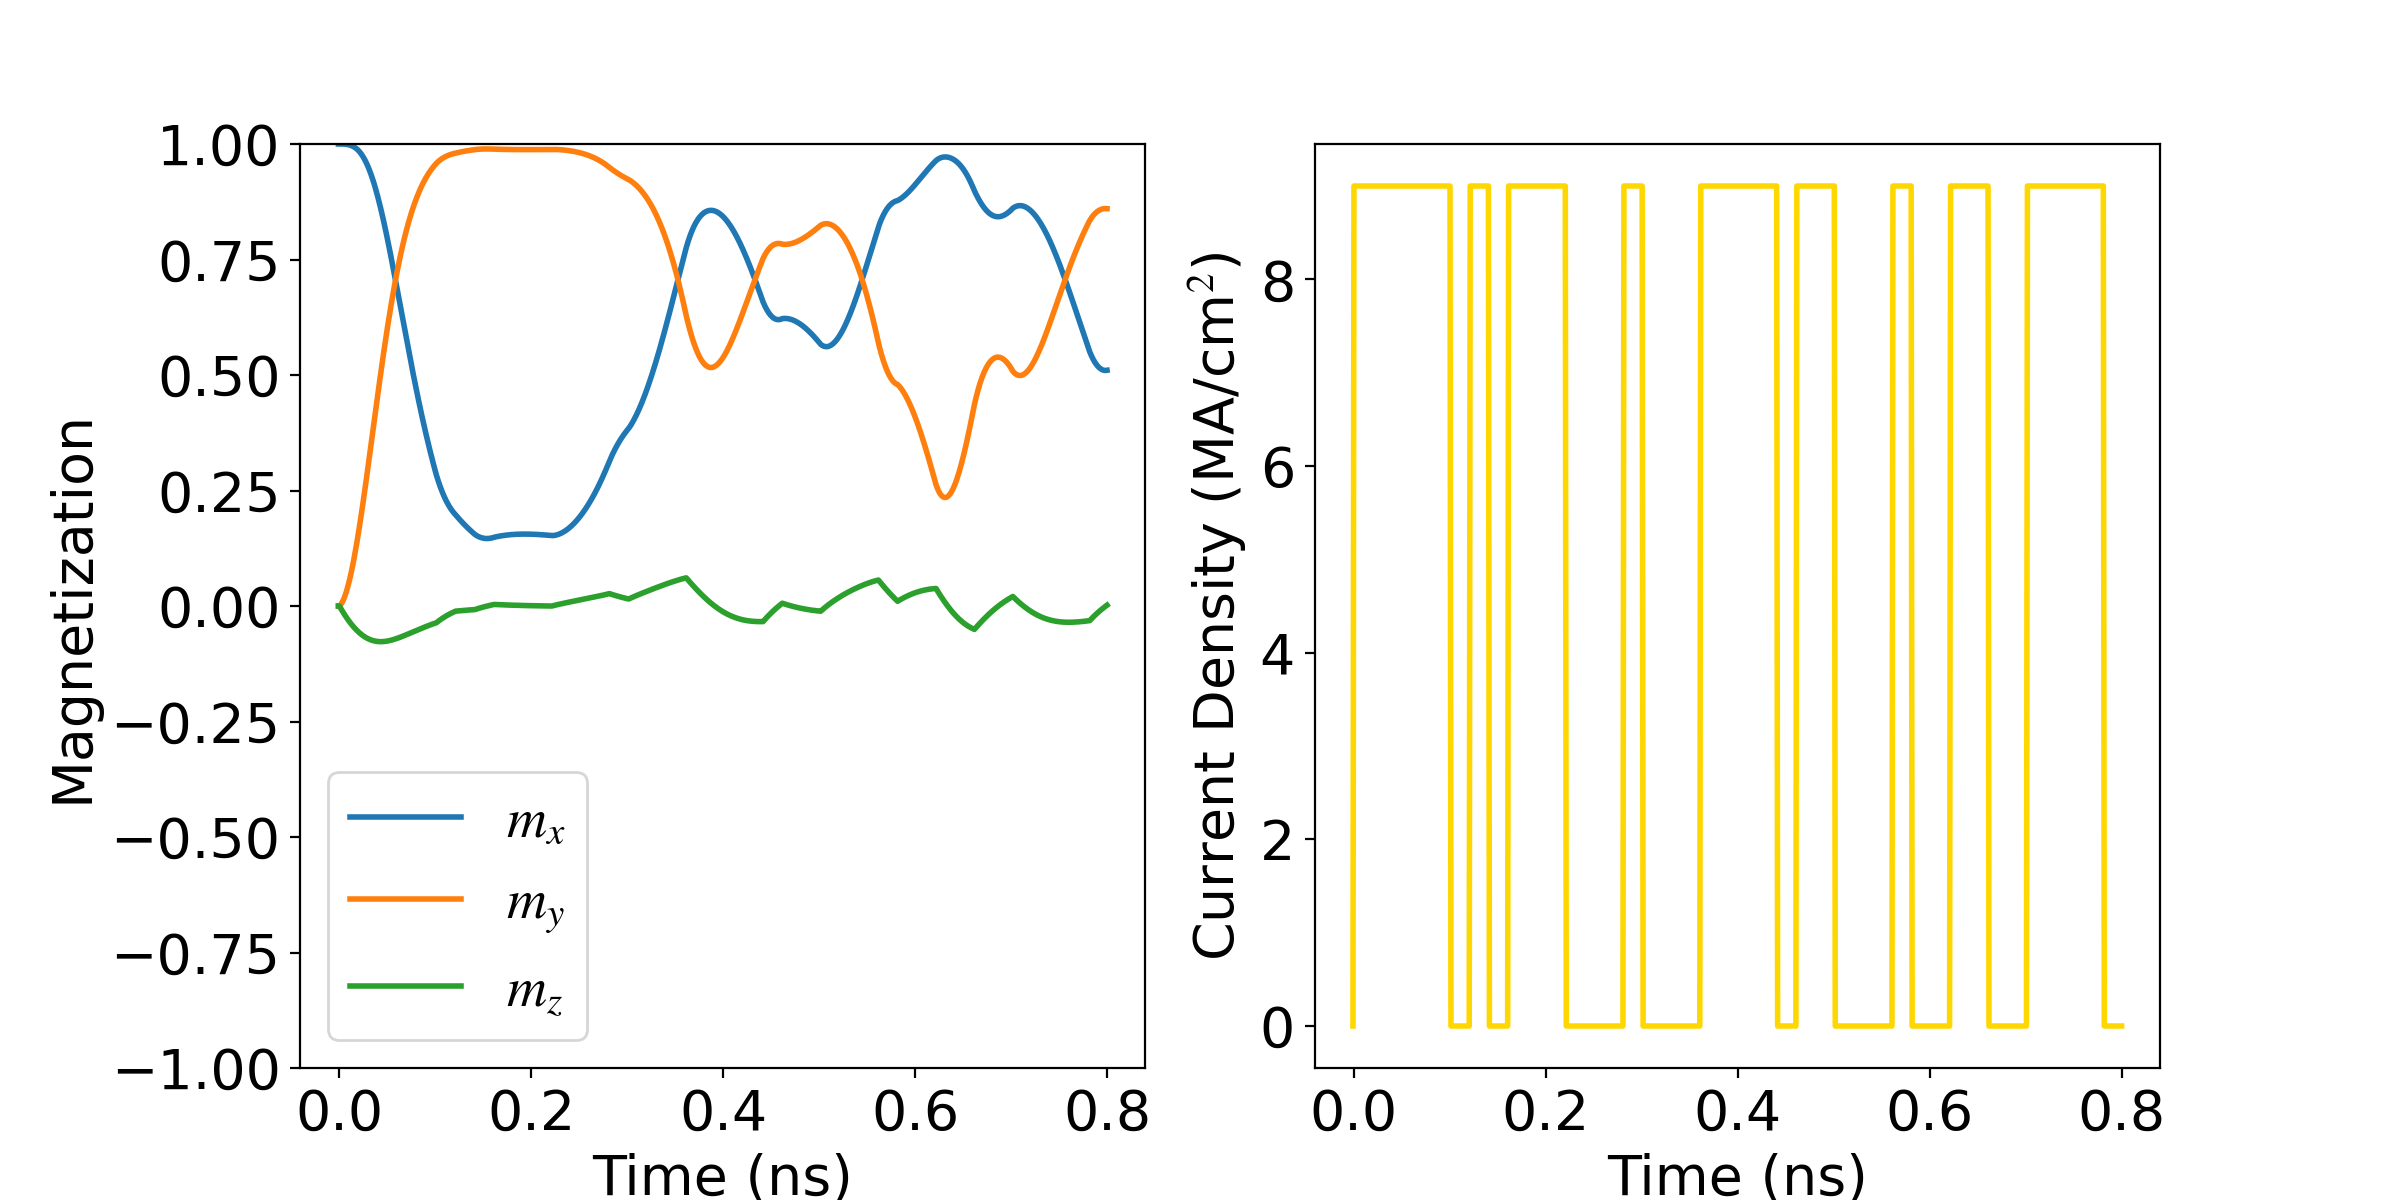 Magnetization
1.00
0.75
0.50
0.25
0.00
−0.25
−0.50
−0.75
−1.00
m_x
m_y
m_z
0.0 0.2 0.4 0.6 0.8
Time (ns)
Current Density (MA/cm²)
8
6
4
2
0
0.0 0.2 0.4 0.6 0.8
Time (ns)